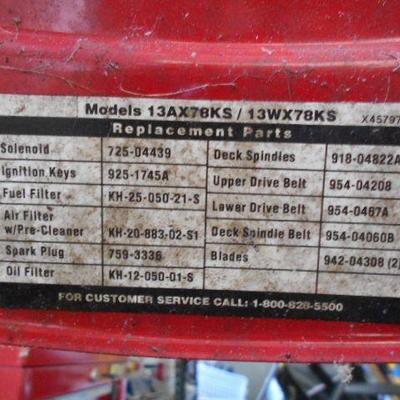 Models 13AX78KS / 13WX78KS
X45797
Replacement Parts
Solenoid 725-04439 Deck Spindles 918-04822A
Ignition Keys 925-1745A Upper Drive Belt 954-04208
Fuel Filter KH-25-050-21-S Lower Drive Belt 954-0467A
Air Filter
w/Pre-Cleaner KH-20-883-02-S1 Deck Spindle Belt 954-04060B
Spark Plug 759-3336 Blades 942-04308 (2)
Oil Filter KH-12-050-01-S
FOR CUSTOMER SERVICE CALL: 1-800-828-5500